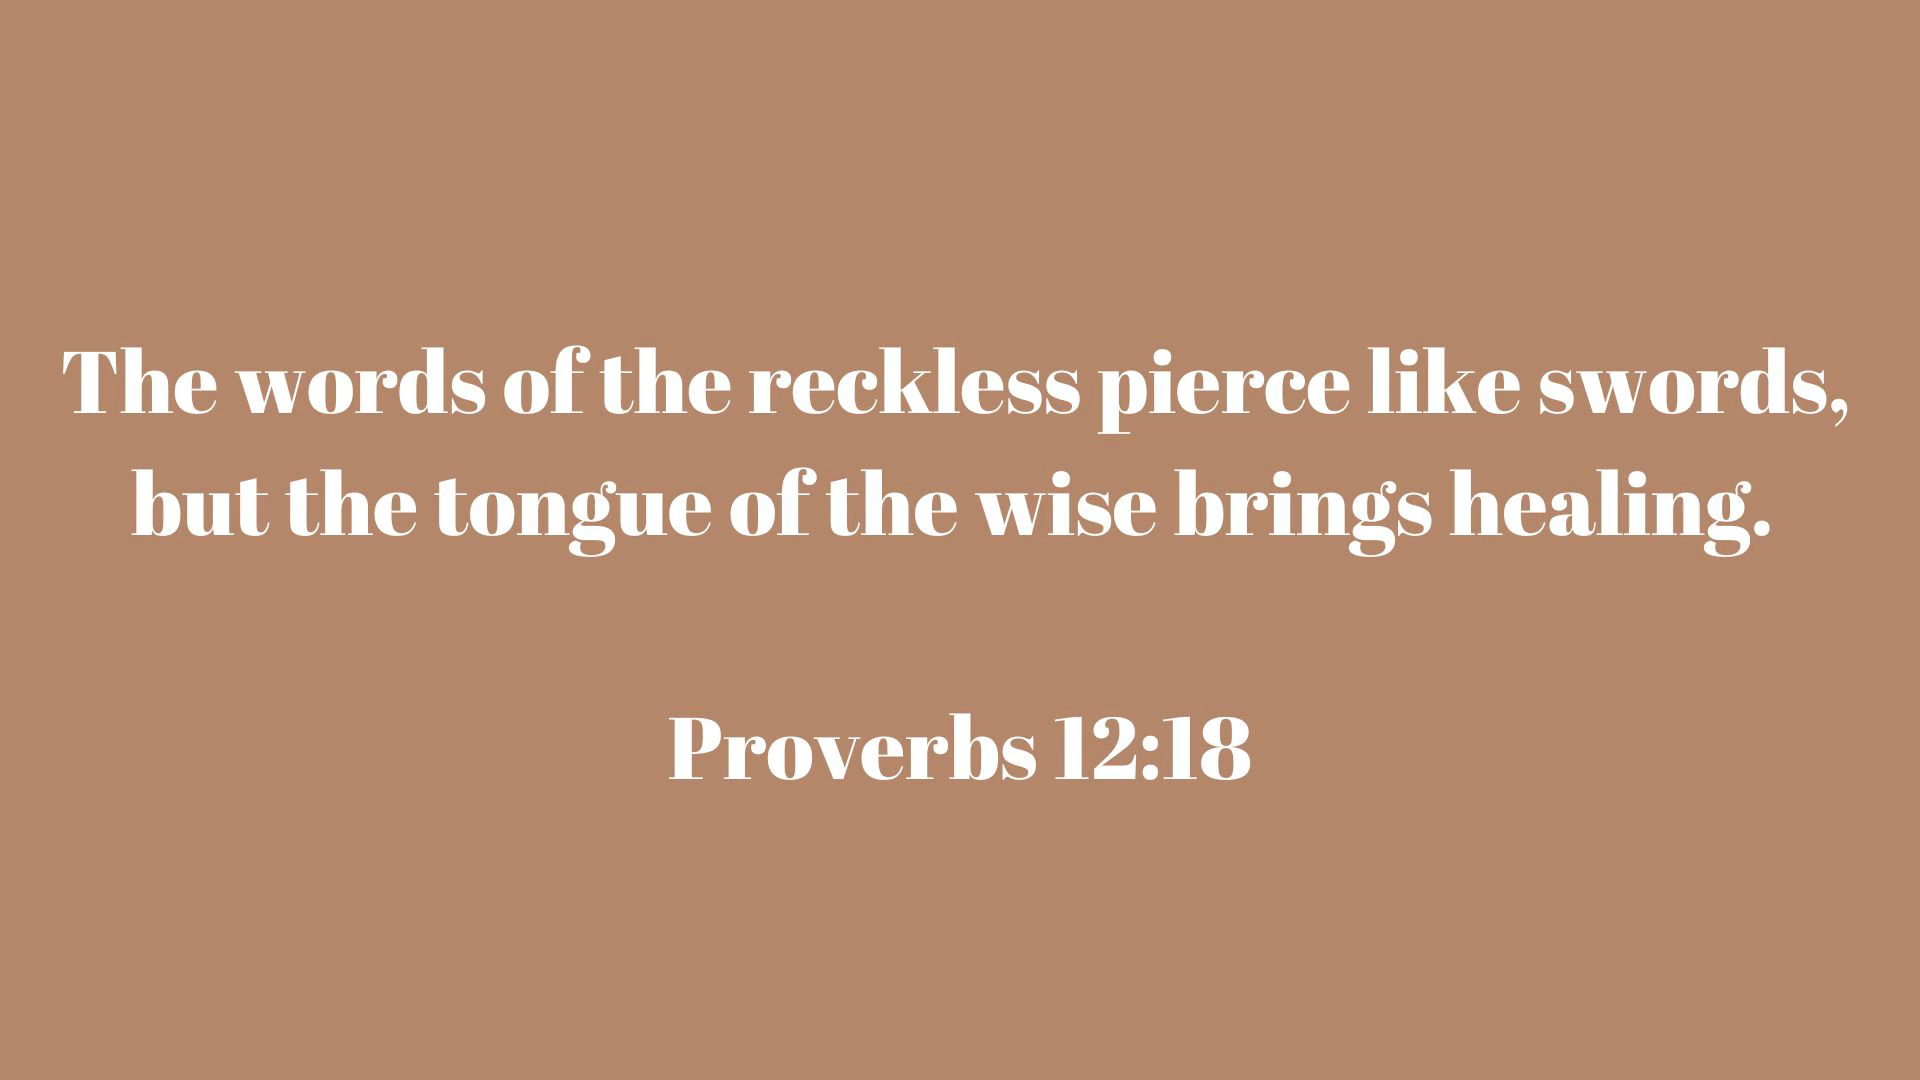 The words of the reckless pierce like swords,
but the tongue of the wise brings healing.
Proverbs 12:18